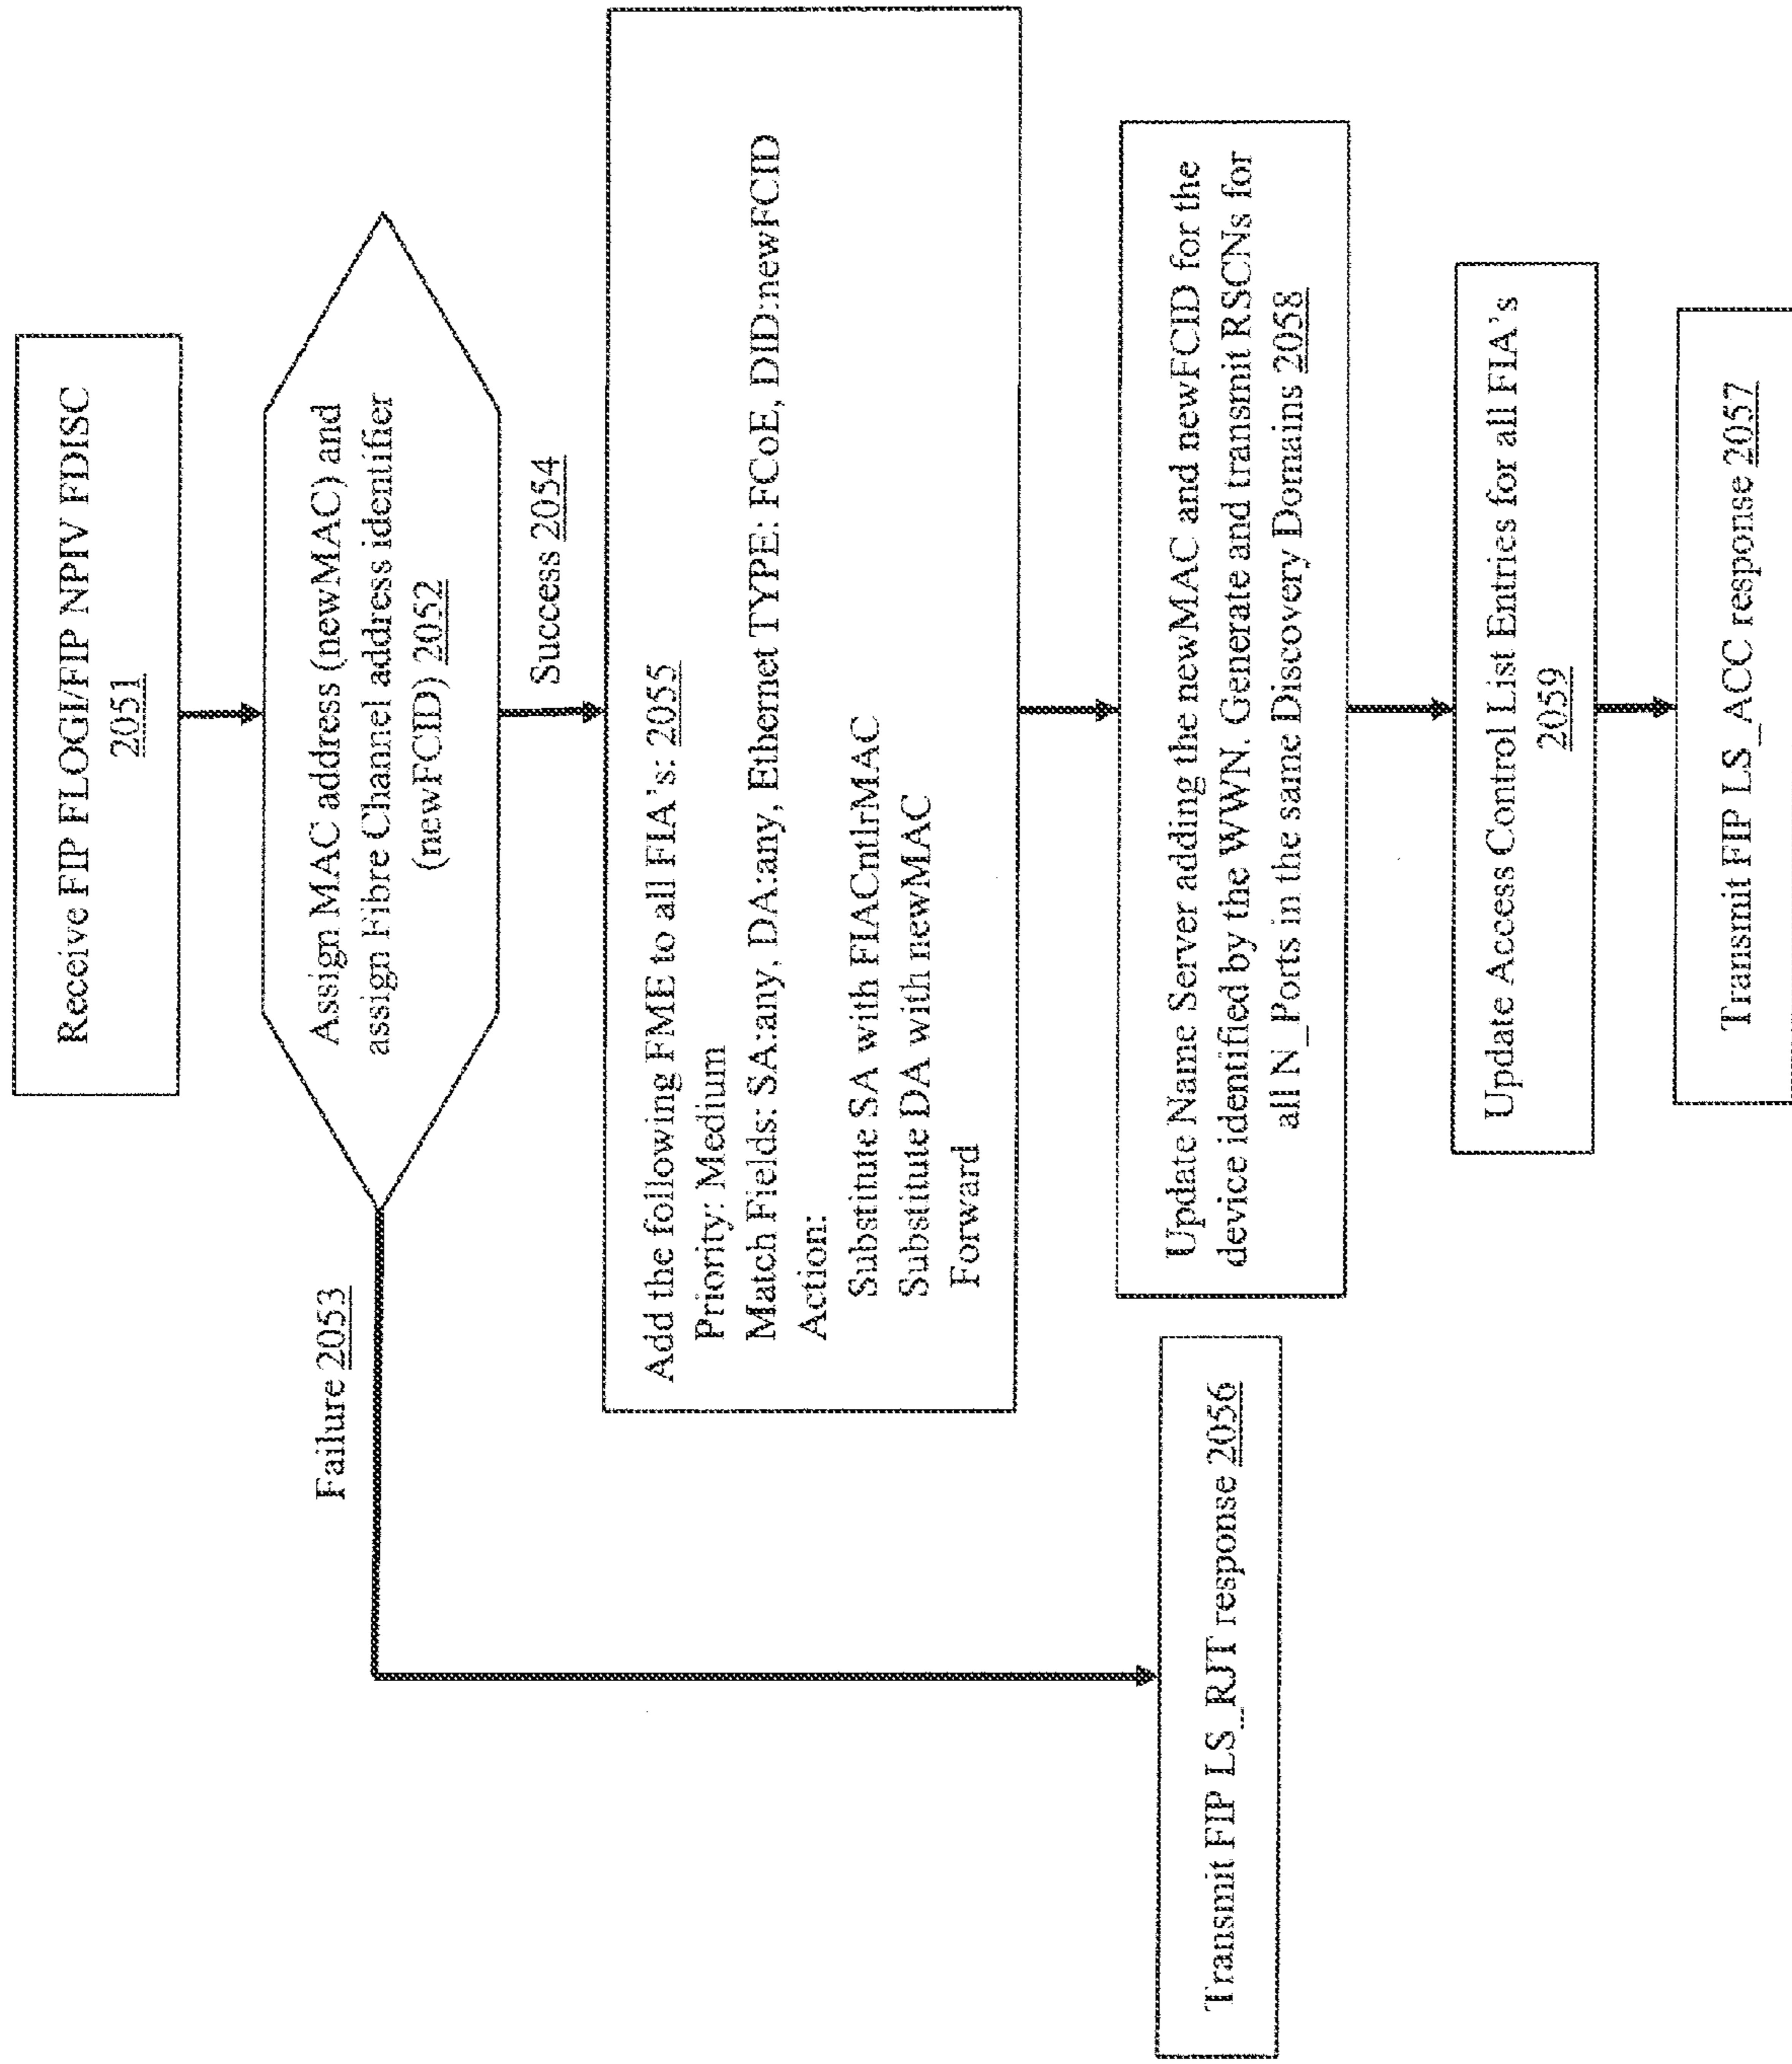 Receive FIP FLOGI/FIP NPIV FDISC
2051
Assign MAC address (newMAC) and
assign Fibre Channel address identifier
(newFCID) 2052
Failure 2053
Success 2054
Add the following FME to all FIA's: 2055
Priority: Medium
Match Fields: SA:any, DA:any, Ethernet TYPE: FCoE, DID:newFCID
Action:
Substitute SA with FIACntlrMAC
Substitute DA with newMAC
Forward
Update Name Server adding the newMAC and newFCID for the
device identified by the WWN. Generate and transmit RSCNs for
all N_Ports in the same Discovery Domains 2058
Transmit FIP LS_RJT response 2056
Update Access Control List Entries for all FIA's
2059
Transmit FIP LS_ACC response 2057